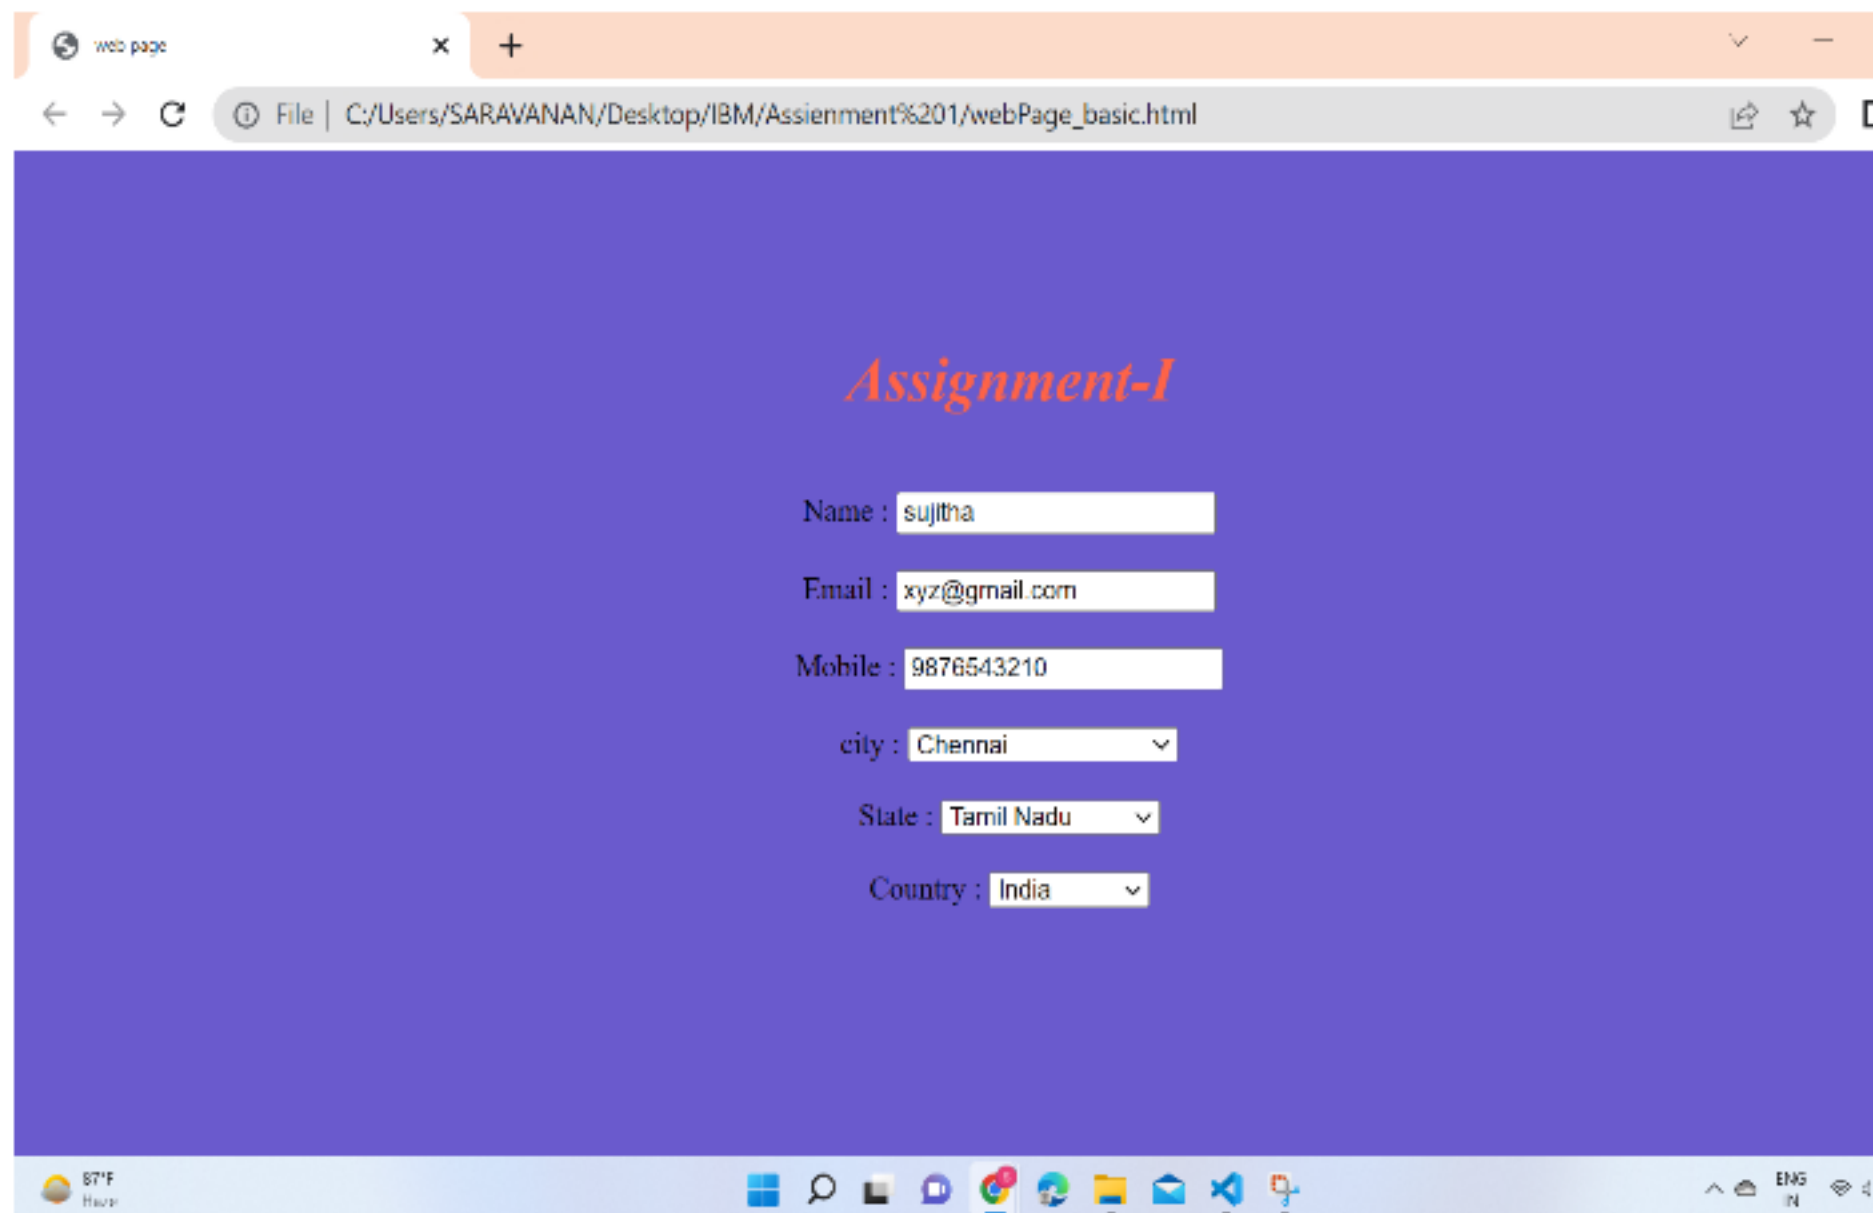 web page
File | C:/Users/SARAVANAN/Desktop/IBM/Assienment%201/webPage_basic.html
Assignment-I
Name : sujitha
Email : xyz@gmail.com
Mobile : 9876543210
city : Chennai
State : Tamil Nadu
Country : India
87°F
ENG
IN